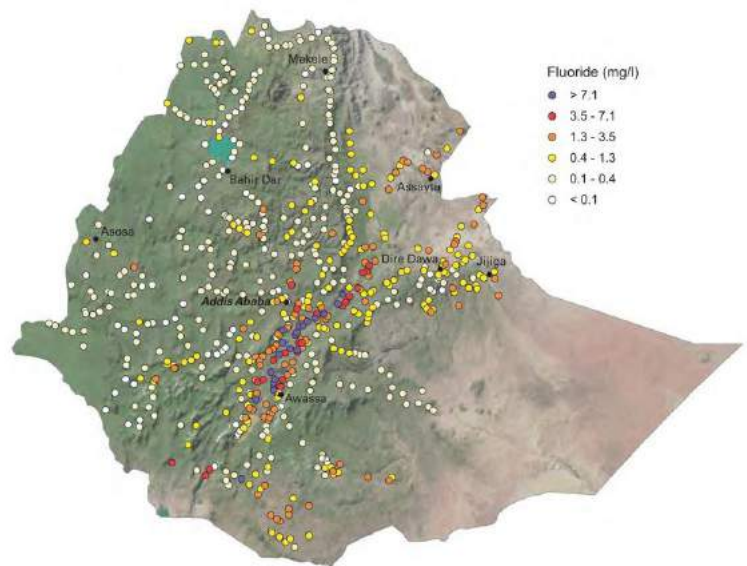 Mekele
Fluoride (mg/l)
> 7.1
3.5 - 7.1
1.3 - 3.5
0.4 - 1.3
0.1 - 0.4
< 0.1
Bahir Dar
Assayta
Asosa
Dire Dawa
Jijiga
Addis Ababa
Awassa